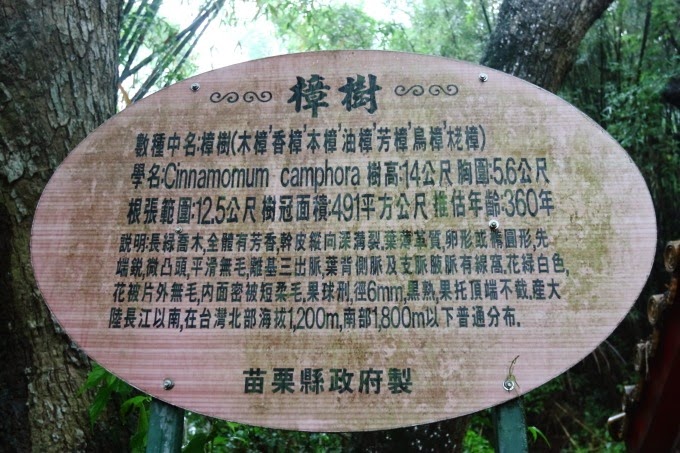 樟樹
數種中名:樟樹(木樟'香樟'本樟'油樟'芳樟'鳥樟'栳樟)
學名:Cinnamomum camphora 樹高:14公尺 胸圍:5.6公尺
根張範圍:12.5公尺 樹冠面積:491平方公尺 推估年齡:360年
說明:長綠喬木,全體有芳香,幹皮縱向深溝裂,葉薄革質,卵形或橢圓形,先
端銳,微凸頭,平滑無毛,離基三出脈,葉背側脈及支脈腋脈有線窩,花綠白色,
花被片外無毛,內面密被短柔毛,果球形,徑6mm,黑熟,果托頂端不截.產大
陸長江以南,在台灣北部海拔1,200m,南部1,800m以下普通分布.
苗栗縣政府製